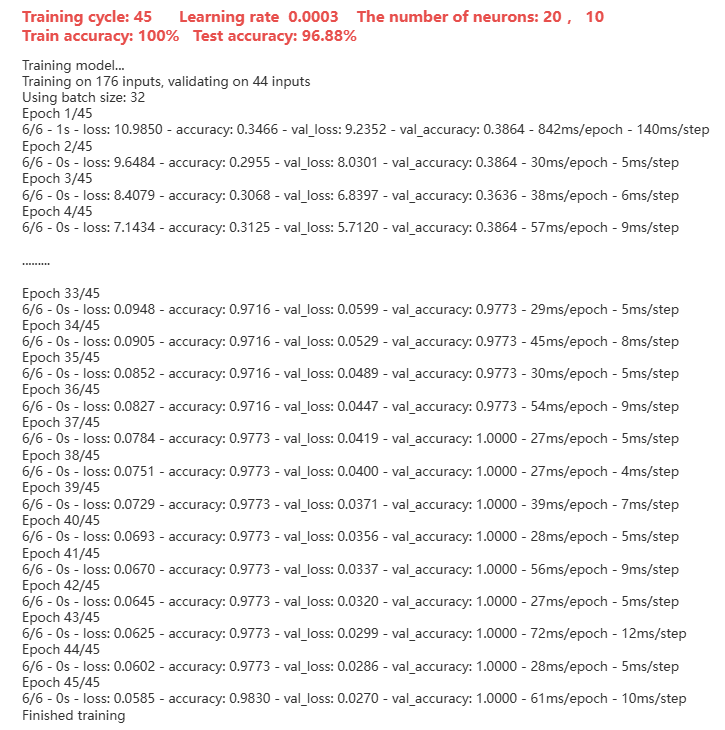 Training cycle: 45 Learning rate 0.0003 The number of neurons: 20 , 10
Train accuracy: 100% Test accuracy: 96.88%
Training model...
Training on 176 inputs, validating on 44 inputs
Using batch size: 32
Epoch 1/45
6/6 - 1s - loss: 10.9850 - accuracy: 0.3466 - val_loss: 9.2352 - val_accuracy: 0.3864 - 842ms/epoch - 140ms/step
Epoch 2/45
6/6 - 0s - loss: 9.6484 - accuracy: 0.2955 - val_loss: 8.0301 - val_accuracy: 0.3864 - 30ms/epoch - 5ms/step
Epoch 3/45
6/6 - 0s - loss: 8.4079 - accuracy: 0.3068 - val_loss: 6.8397 - val_accuracy: 0.3636 - 38ms/epoch - 6ms/step
Epoch 4/45
6/6 - 0s - loss: 7.1434 - accuracy: 0.3125 - val_loss: 5.7120 - val_accuracy: 0.3864 - 57ms/epoch - 9ms/step
.........
Epoch 33/45
6/6 - 0s - loss: 0.0948 - accuracy: 0.9716 - val_loss: 0.0599 - val_accuracy: 0.9773 - 29ms/epoch - 5ms/step
Epoch 34/45
6/6 - 0s - loss: 0.0905 - accuracy: 0.9716 - val_loss: 0.0529 - val_accuracy: 0.9773 - 45ms/epoch - 8ms/step
Epoch 35/45
6/6 - 0s - loss: 0.0852 - accuracy: 0.9716 - val_loss: 0.0489 - val_accuracy: 0.9773 - 30ms/epoch - 5ms/step
Epoch 36/45
6/6 - 0s - loss: 0.0827 - accuracy: 0.9716 - val_loss: 0.0447 - val_accuracy: 0.9773 - 54ms/epoch - 9ms/step
Epoch 37/45
6/6 - 0s - loss: 0.0784 - accuracy: 0.9773 - val_loss: 0.0419 - val_accuracy: 1.0000 - 27ms/epoch - 5ms/step
Epoch 38/45
6/6 - 0s - loss: 0.0751 - accuracy: 0.9773 - val_loss: 0.0400 - val_accuracy: 1.0000 - 27ms/epoch - 4ms/step
Epoch 39/45
6/6 - 0s - loss: 0.0729 - accuracy: 0.9773 - val_loss: 0.0371 - val_accuracy: 1.0000 - 39ms/epoch - 7ms/step
Epoch 40/45
6/6 - 0s - loss: 0.0693 - accuracy: 0.9773 - val_loss: 0.0356 - val_accuracy: 1.0000 - 28ms/epoch - 5ms/step
Epoch 41/45
6/6 - 0s - loss: 0.0670 - accuracy: 0.9773 - val_loss: 0.0337 - val_accuracy: 1.0000 - 56ms/epoch - 9ms/step
Epoch 42/45
6/6 - 0s - loss: 0.0645 - accuracy: 0.9773 - val_loss: 0.0320 - val_accuracy: 1.0000 - 27ms/epoch - 5ms/step
Epoch 43/45
6/6 - 0s - loss: 0.0625 - accuracy: 0.9773 - val_loss: 0.0299 - val_accuracy: 1.0000 - 72ms/epoch - 12ms/step
Epoch 44/45
6/6 - 0s - loss: 0.0602 - accuracy: 0.9773 - val_loss: 0.0286 - val_accuracy: 1.0000 - 28ms/epoch - 5ms/step
Epoch 45/45
6/6 - 0s - loss: 0.0585 - accuracy: 0.9830 - val_loss: 0.0270 - val_accuracy: 1.0000 - 61ms/epoch - 10ms/step
Finished training